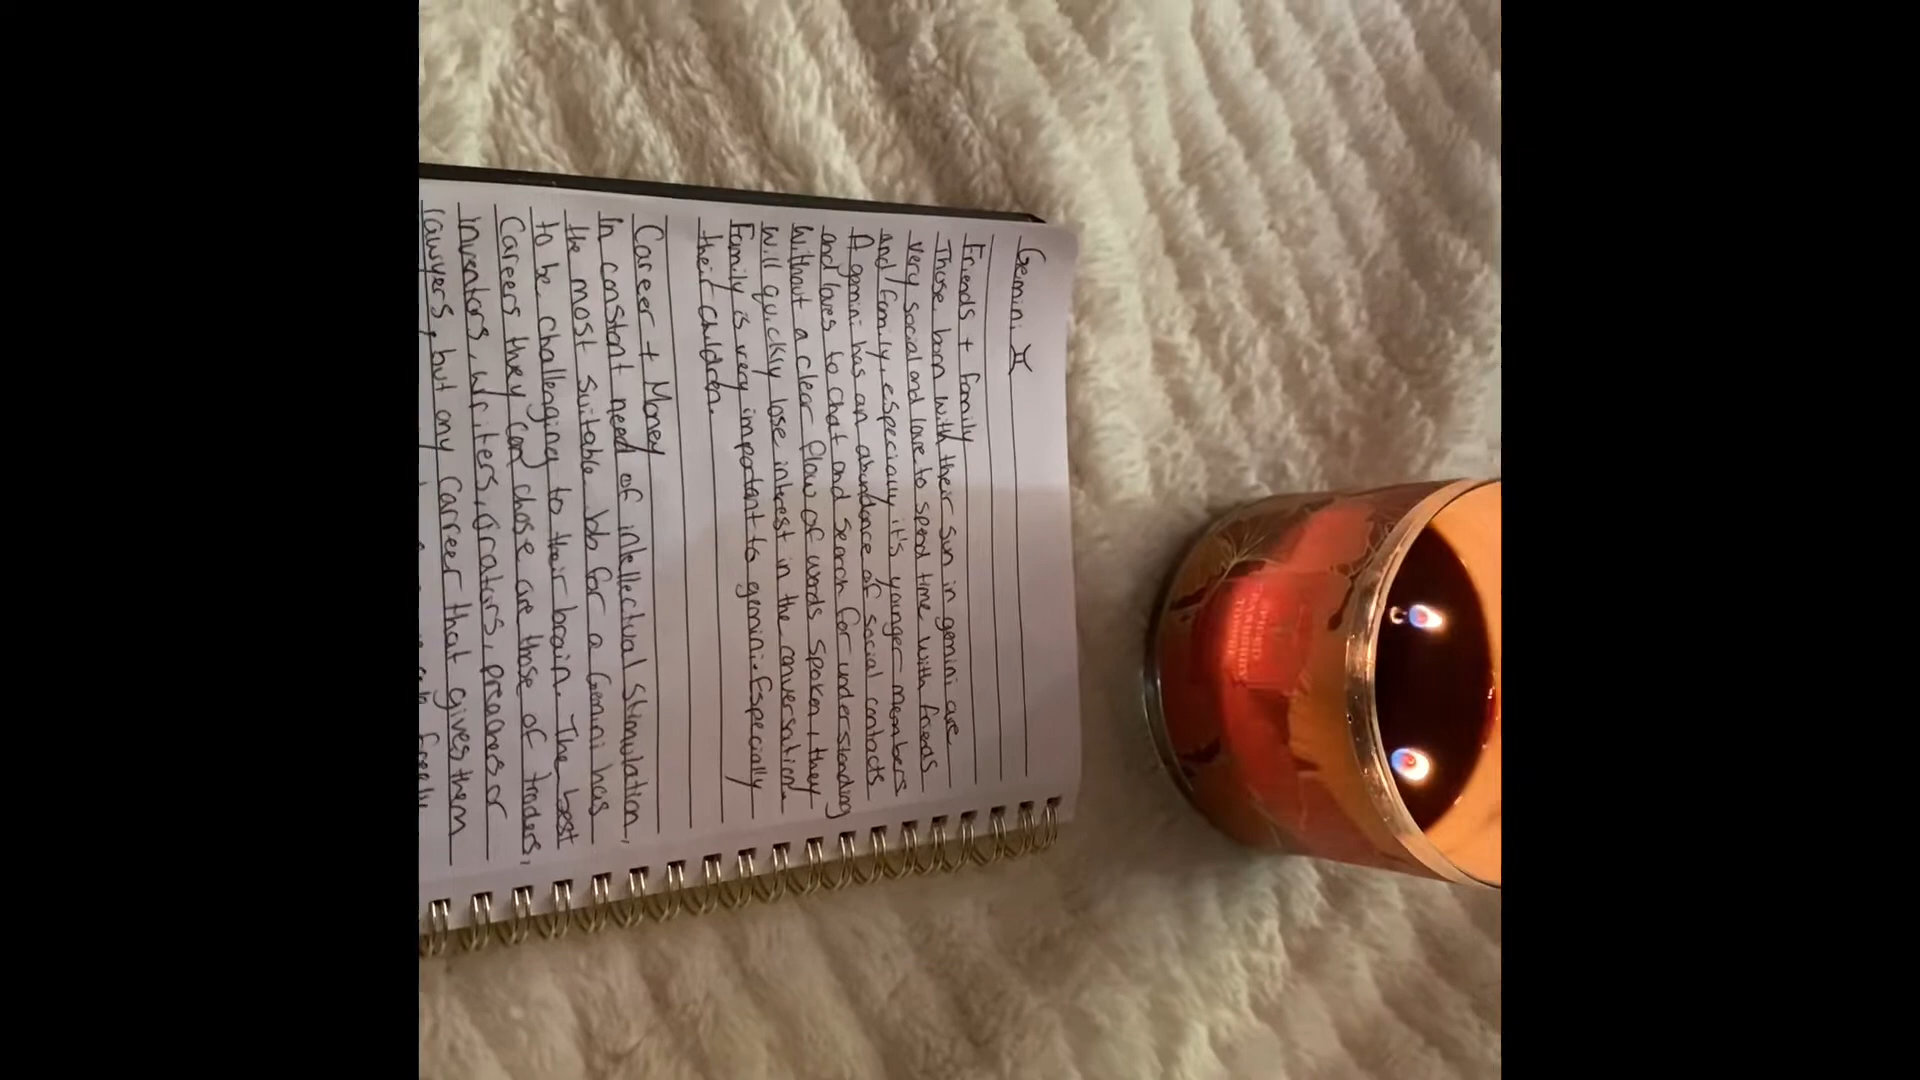 Gemini ♊
Friends + family
Those born with their sun in gemini are
very social and love to spend time with friends
and family, especially it's younger members
A gemini has an abundance of social contacts
and loves to chat and search for understanding
Without a clear flow of words spoken, they
will quickly lose interest in the conversation.
Family is very important to gemini. Especially
their children.
Career + Money
In constant need of intellectual stimulation,
the most suitable job for a Gemini has
to be challenging to their brain. The best
Careers they can chose are those of traders,
inventors, writers, orators, preachers or
lawyers, but any carreer that gives them
freely